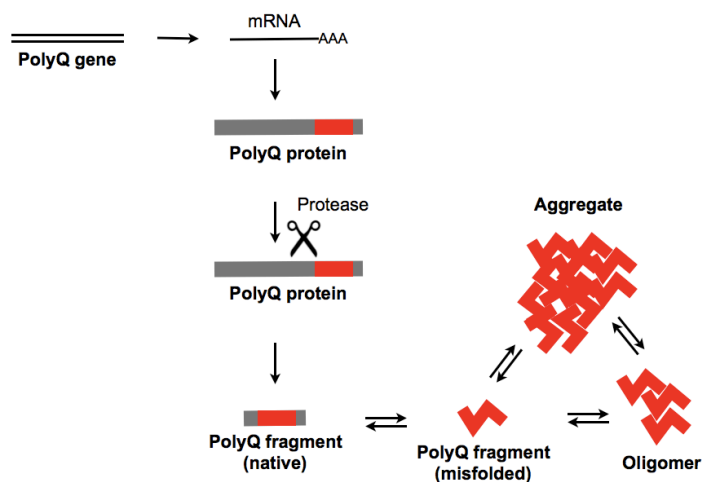 mRNA
AAA
PolyQ gene
PolyQ protein
Protease
Aggregate
PolyQ protein
PolyQ fragment
(native)
PolyQ fragment
(misfolded)
Oligomer